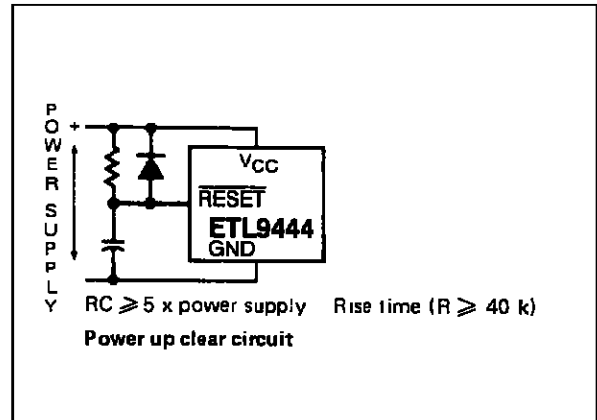 POWER SUPPLY
+
VCC
RESET
ETL9444
GND
RC ⩾ 5 x power supply Rise time (R ⩾ 40 k)
Power up clear circuit